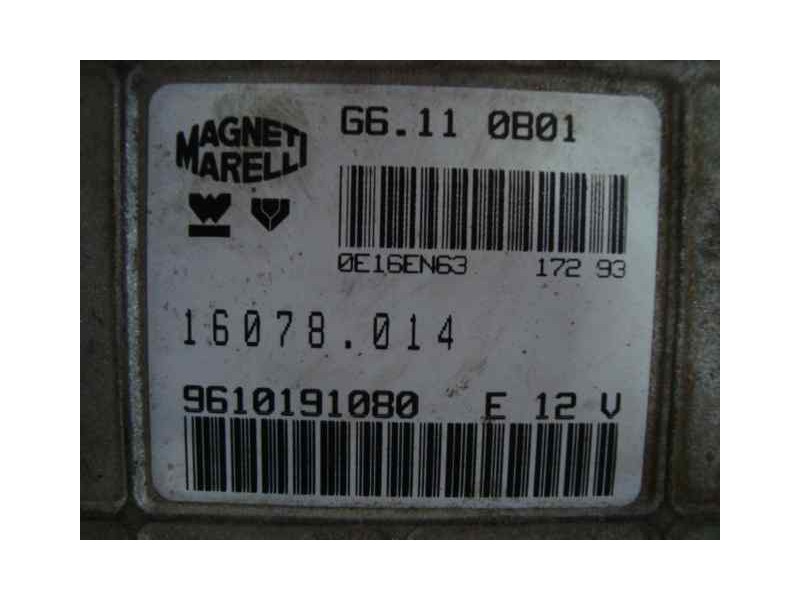 MAGNETI
MARELLI
G6.11 0B01
0E16EN63 172 93
16078.014
9610191080 E 12 V